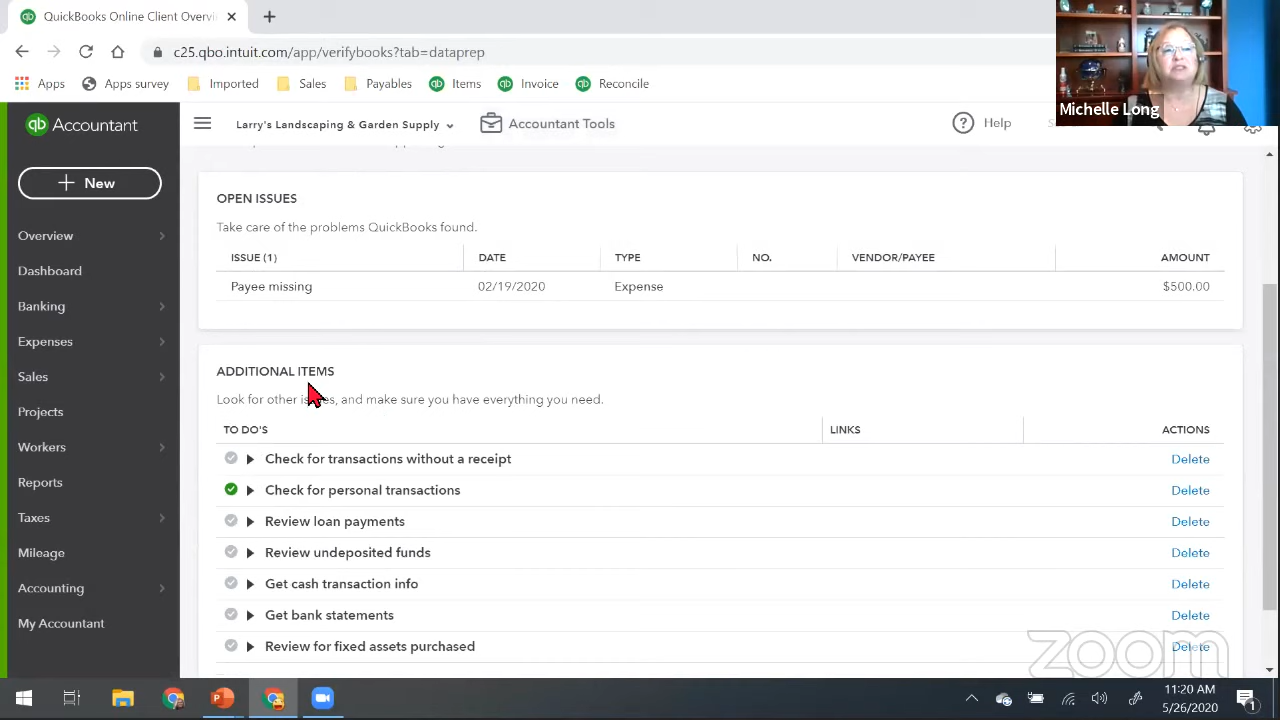 QuickBooks Online Client Overvi
c25.qbo.intuit.com/app/verifybooks?tab=dataprep
Apps
Apps survey
Imported
Sales
Payables
Items
Invoice
Reconcile
Michelle Long
qb Accountant
Larry's Landscaping & Garden Supply
Accountant Tools
Help
New
Overview
Dashboard
Banking
Expenses
Sales
Projects
Workers
Reports
Taxes
Mileage
Accounting
My Accountant
OPEN ISSUES
Take care of the problems QuickBooks found.
ISSUE (1) DATE TYPE NO. VENDOR/PAYEE AMOUNT
Payee missing 02/19/2020 Expense $500.00
ADDITIONAL ITEMS
Look for other issues, and make sure you have everything you need.
TO DO'S LINKS ACTIONS
Check for transactions without a receipt Delete
Check for personal transactions Delete
Review loan payments Delete
Review undeposited funds Delete
Get cash transaction info Delete
Get bank statements Delete
Review for fixed assets purchased Delete
zoom
11:20 AM
5/26/2020
1